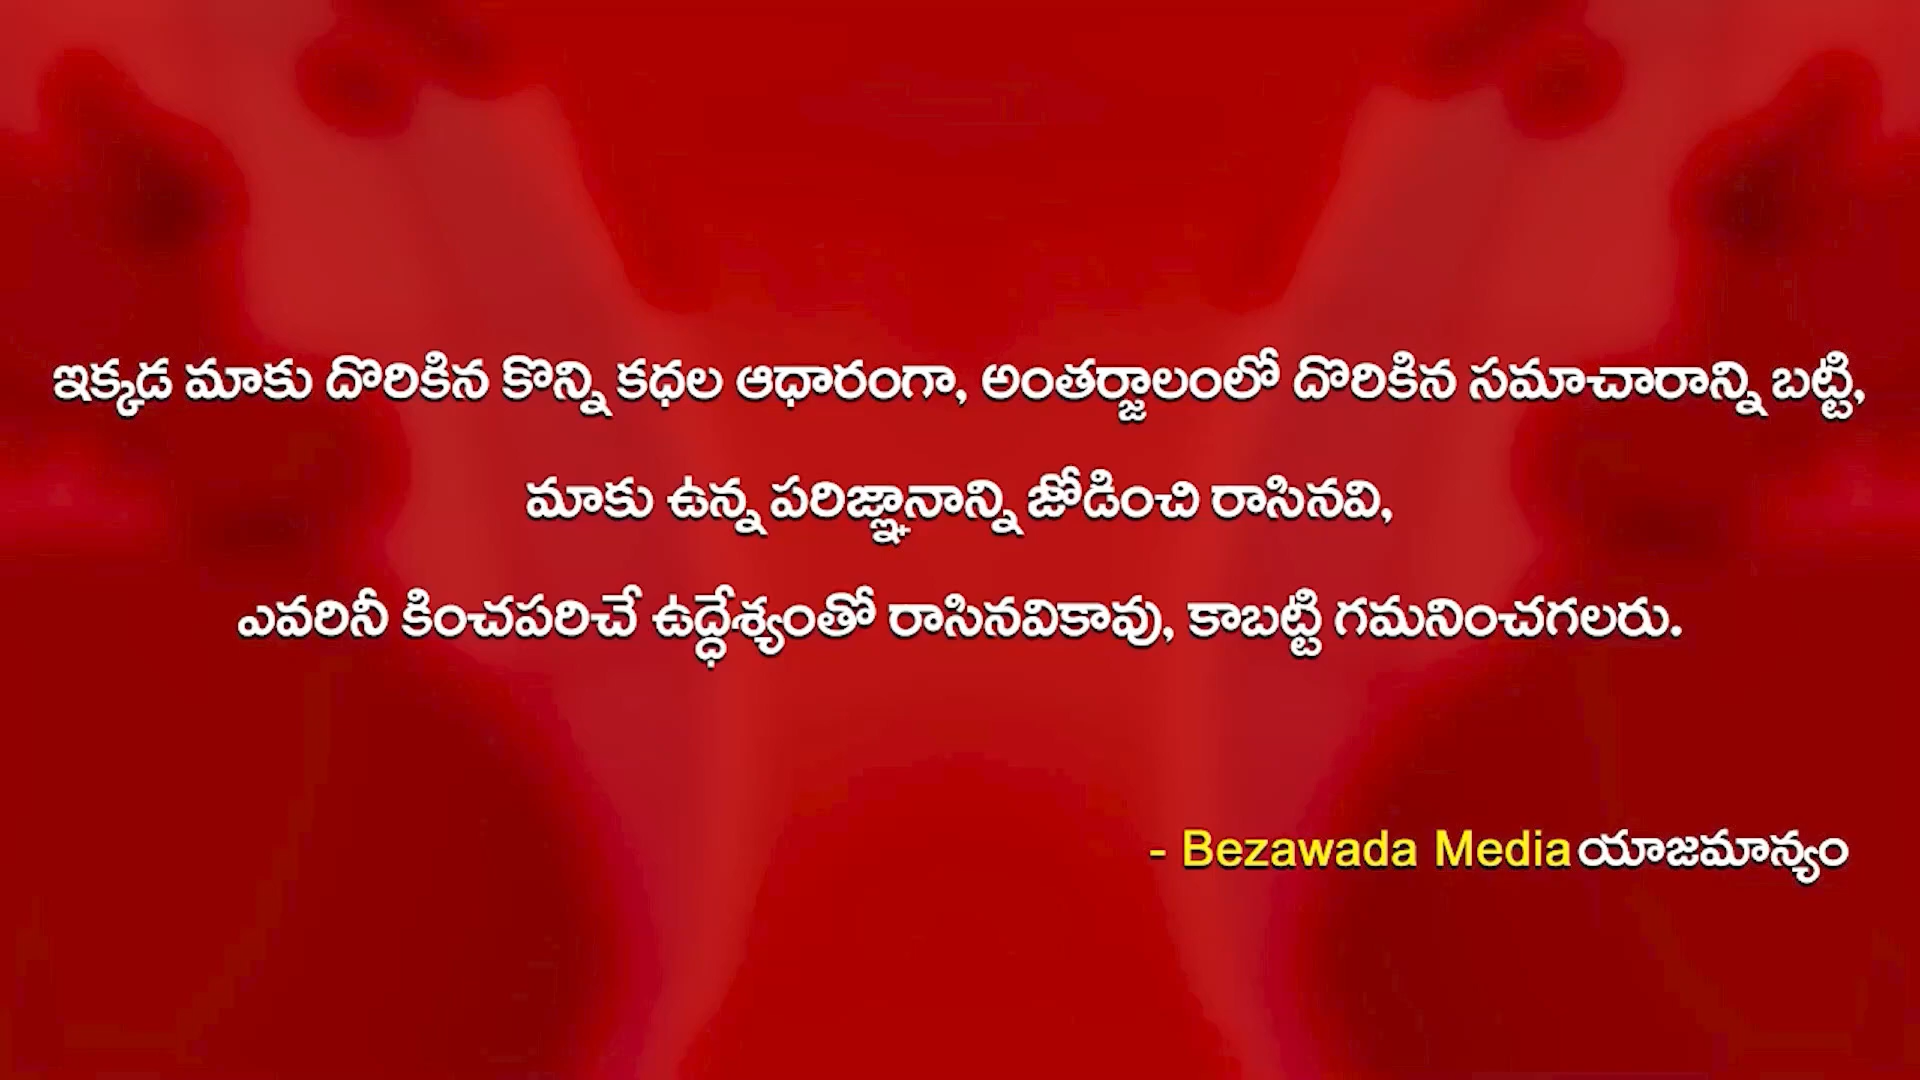 ఇక్కడ మాకు దొరికిన కొన్ని కధల ఆధారంగా, అంతర్జాలంలో దొరికిన సమాచారాన్ని బట్టి,
మాకు ఉన్న పరిజ్ఞానాన్ని జోడించి రాసినవి,
ఎవరినీ కించపరిచే ఉద్ధేశ్యంతో రాసినవికావు, కాబట్టి గమనించగలరు.
- Bezawada Media యాజమాన్యం